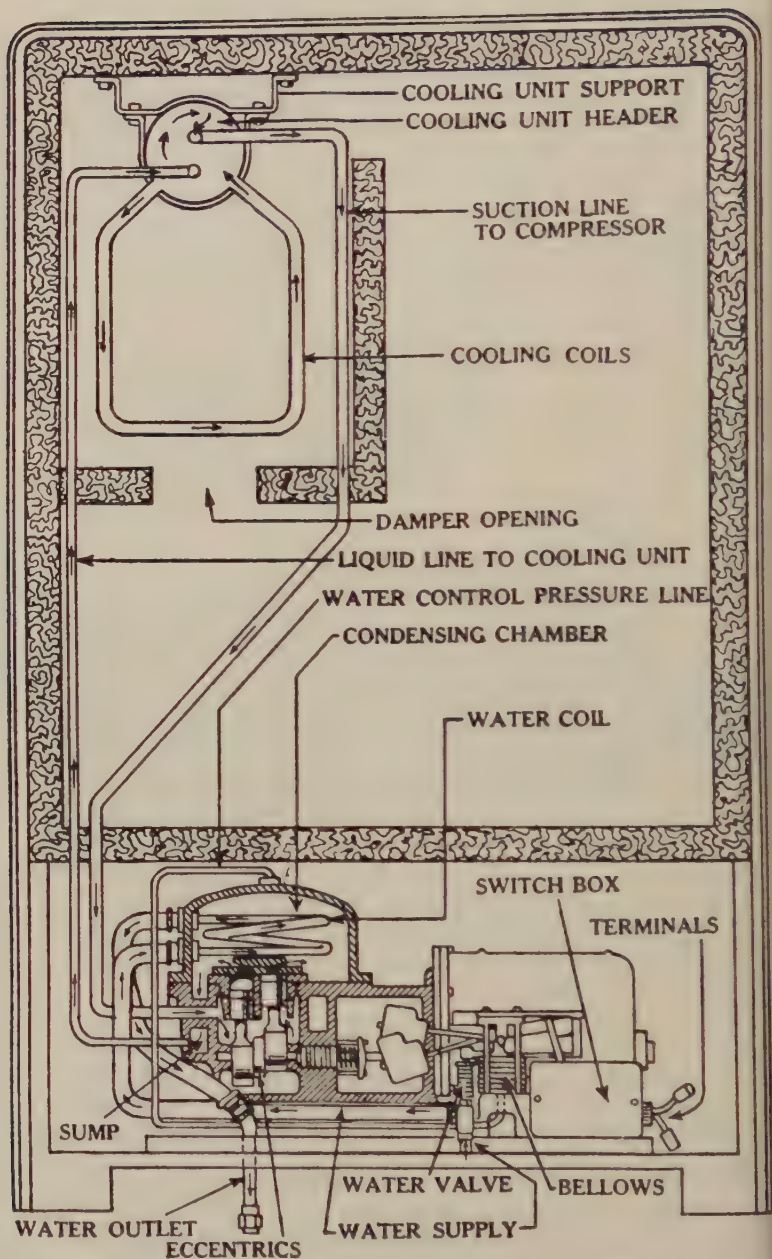 COOLING UNIT SUPPORT
COOLING UNIT HEADER
SUCTION LINE
TO COMPRESSOR
COOLING COILS
DAMPER OPENING
LIQUID LINE TO COOLING UNIT
WATER CONTROL PRESSURE LINE
CONDENSING CHAMBER
WATER COIL
SWITCH BOX
TERMINALS
SUMP
WATER VALVE
BELLOWS
WATER OUTLET
WATER SUPPLY
ECCENTRICS